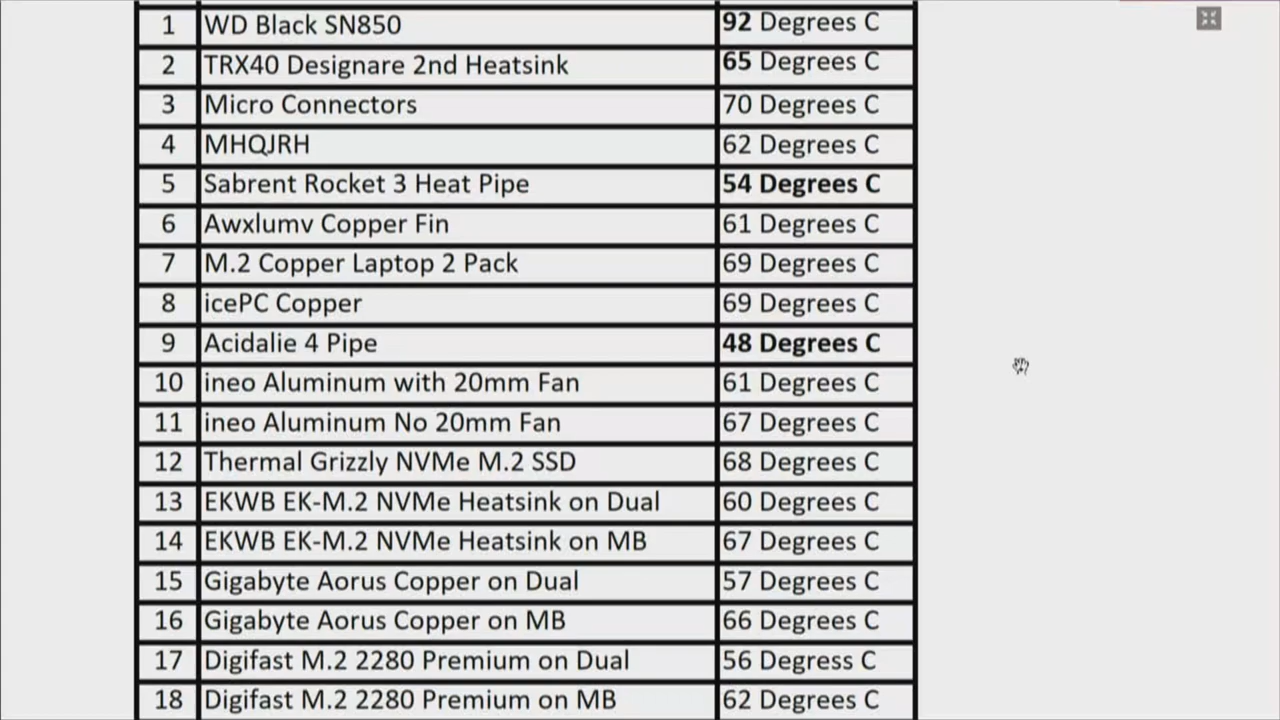 1 WD Black SN850 92 Degrees C
2 TRX40 Designare 2nd Heatsink 65 Degrees C
3 Micro Connectors 70 Degrees C
4 MHQJRH 62 Degrees C
5 Sabrent Rocket 3 Heat Pipe 54 Degrees C
6 Awxlumv Copper Fin 61 Degrees C
7 M.2 Copper Laptop 2 Pack 69 Degrees C
8 icePC Copper 69 Degrees C
9 Acidalie 4 Pipe 48 Degrees C
10 ineo Aluminum with 20mm Fan 61 Degrees C
11 ineo Aluminum No 20mm Fan 67 Degrees C
12 Thermal Grizzly NVMe M.2 SSD 68 Degrees C
13 EKWB EK-M.2 NVMe Heatsink on Dual 60 Degrees C
14 EKWB EK-M.2 NVMe Heatsink on MB 67 Degrees C
15 Gigabyte Aorus Copper on Dual 57 Degrees C
16 Gigabyte Aorus Copper on MB 66 Degrees C
17 Digifast M.2 2280 Premium on Dual 56 Degress C
18 Digifast M.2 2280 Premium on MB 62 Degrees C